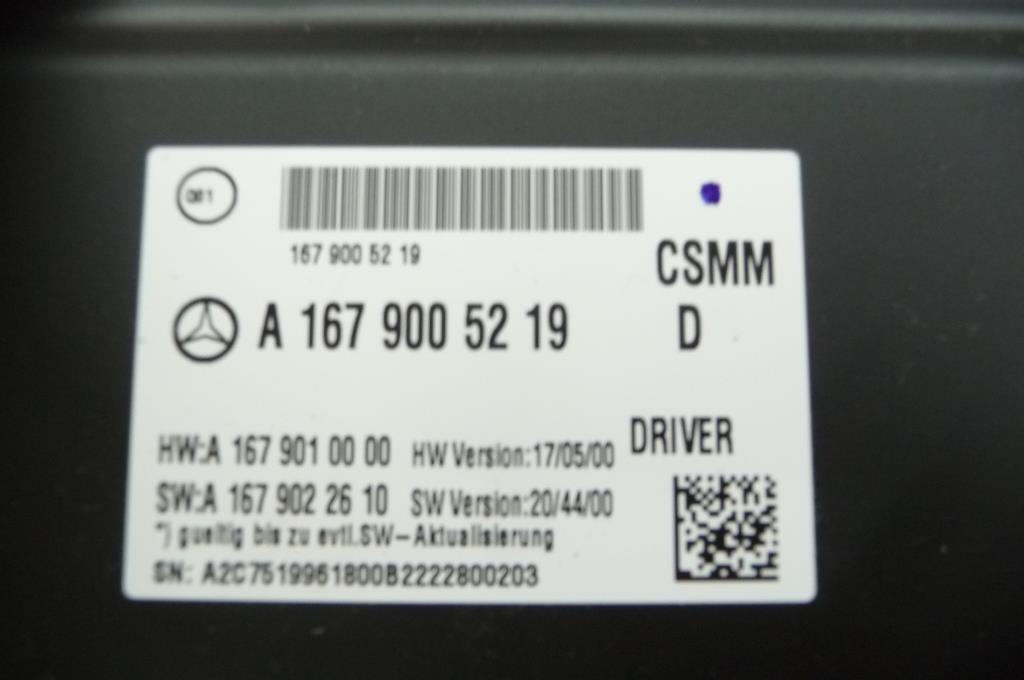 001
167 900 52 19
CSMM
A 167 900 52 19
D
DRIVER
HW:A 167 901 00 00 HW Version:17/05/00
SW:A 167 902 26 10 SW Version:20/44/00
*) gueltig bis zu evtl.SW-Aktualisierung
SN: A2C7519961800B2222800203